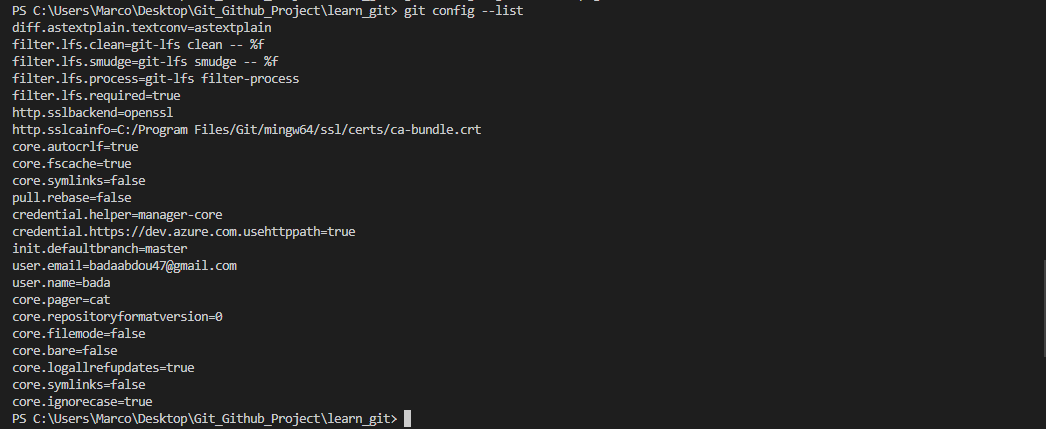 PS C:\Users\Marco\Desktop\Git_Github_Project\learn_git> git config --list
diff.astextplain.textconv=astextplain
filter.lfs.clean=git-lfs clean -- %f
filter.lfs.smudge=git-lfs smudge -- %f
filter.lfs.process=git-lfs filter-process
filter.lfs.required=true
http.sslbackend=openssl
http.sslcainfo=C:/Program Files/Git/mingw64/ssl/certs/ca-bundle.crt
core.autocrlf=true
core.fscache=true
core.symlinks=false
pull.rebase=false
credential.helper=manager-core
credential.https://dev.azure.com.usehttppath=true
init.defaultbranch=master
user.email=badaabdou47@gmail.com
user.name=bada
core.pager=cat
core.repositoryformatversion=0
core.filemode=false
core.bare=false
core.logallrefupdates=true
core.symlinks=false
core.ignorecase=true
PS C:\Users\Marco\Desktop\Git_Github_Project\learn_git>